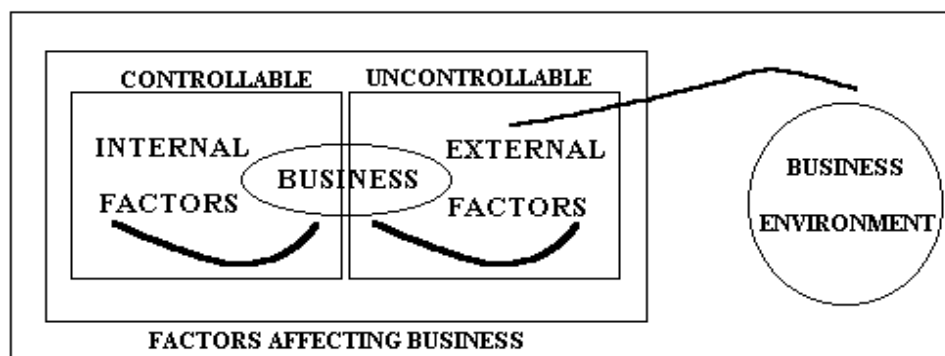 CONTROLLABLE
UNCONTROLLABLE
INTERNAL
FACTORS
BUSINESS
EXTERNAL
FACTORS
BUSINESS
ENVIRONMENT
FACTORS AFFECTING BUSINESS